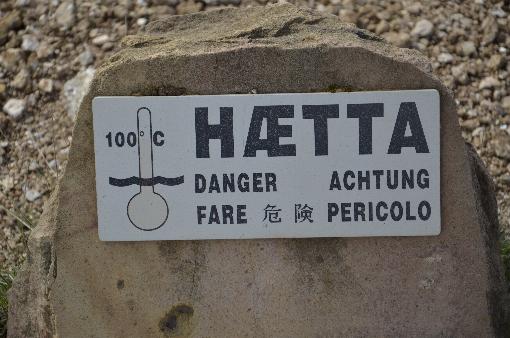 100°C
HÆTTA
DANGER ACHTUNG
FARE 危険 PERICOLO